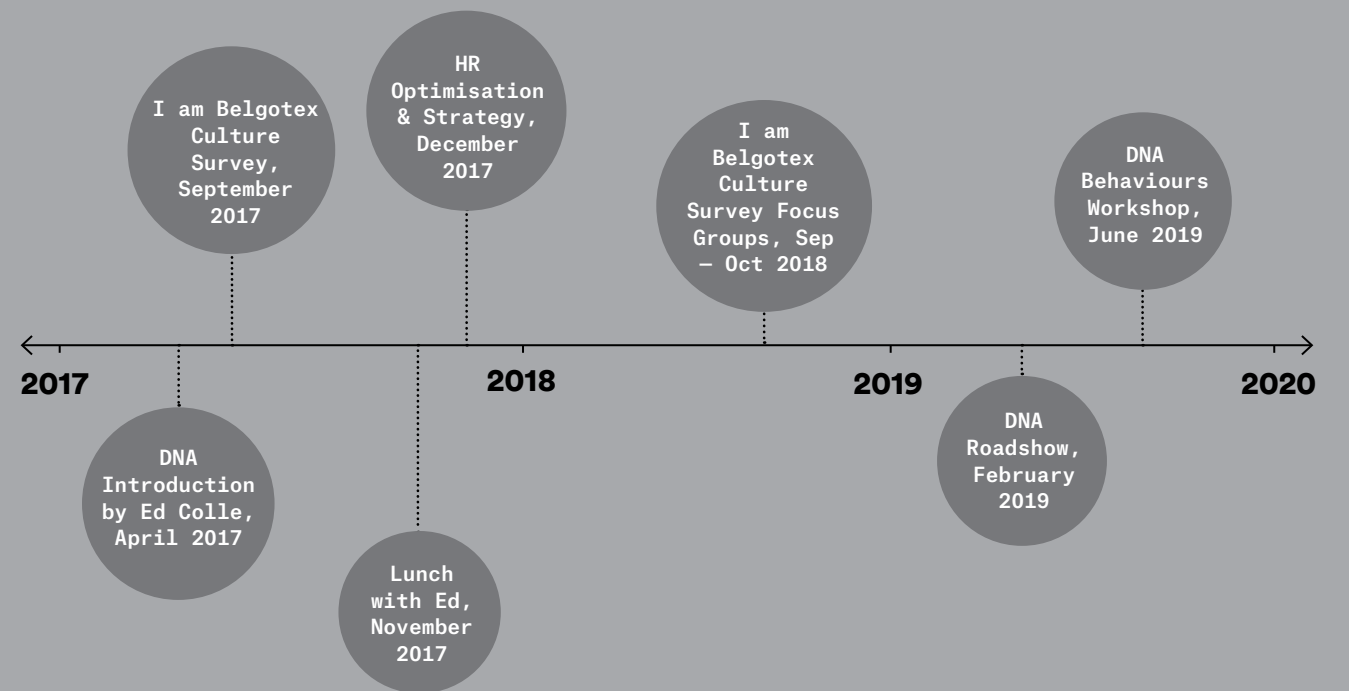 I am Belgotex
Culture
Survey,
September
2017
HR
Optimisation
& Strategy,
December
2017
I am
Belgotex
Culture
Survey Focus
Groups, Sep
— Oct 2018
DNA
Behaviours
Workshop,
June 2019
2017
2018
2019
2020
DNA
Introduction
by Ed Colle,
April 2017
Lunch
with Ed,
November
2017
DNA
Roadshow,
February
2019